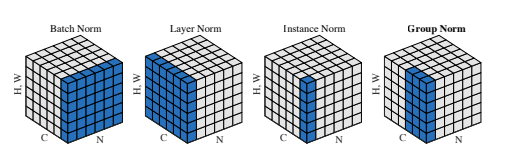 Batch Norm
Layer Norm
Instance Norm
Group Norm
H, W
C
N
H, W
C
N
H, W
C
N
H, W
C
N